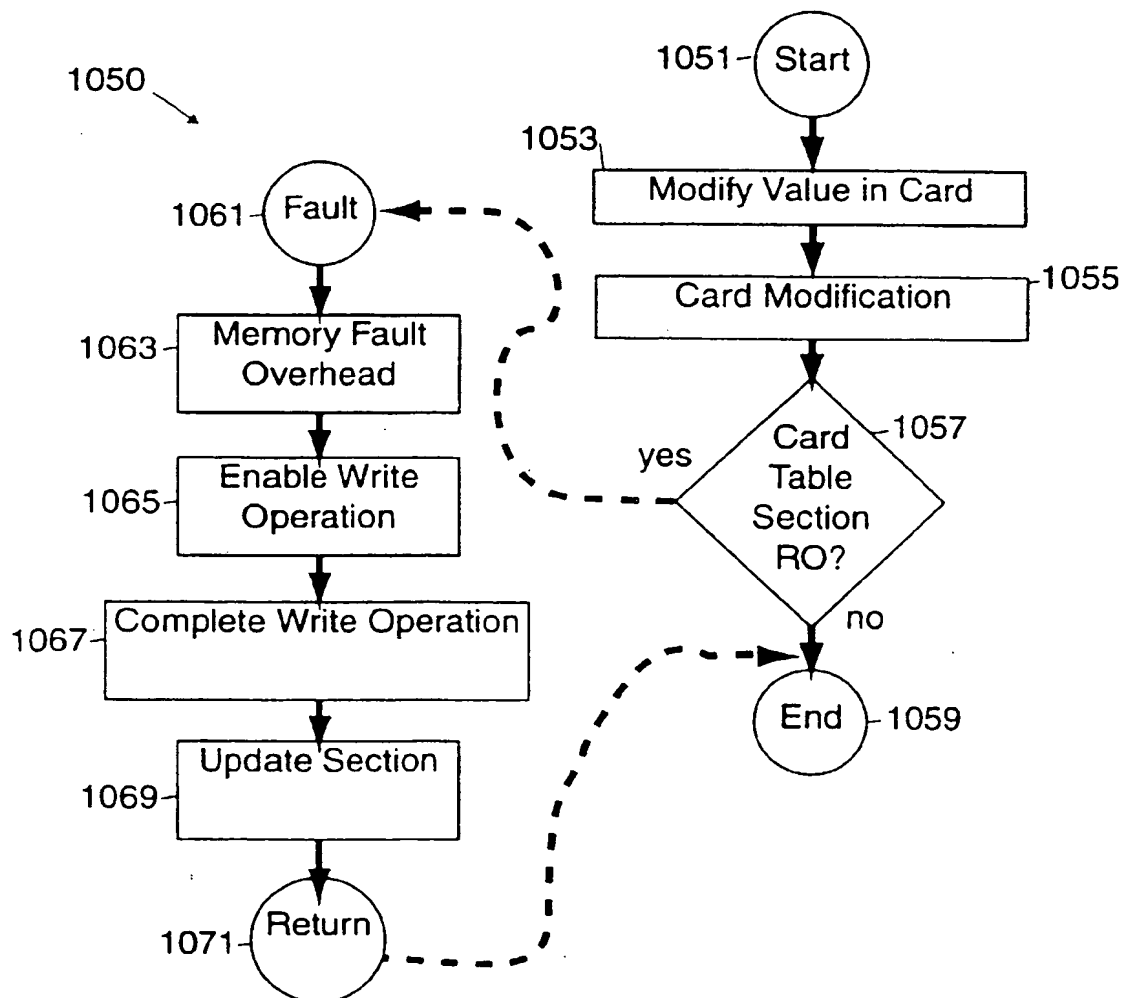 1050
1051
Start
1053
Modify Value in Card
Card Modification
1055
Card
Table
Section
RO?
1057
yes
no
End
1059
1061
Fault
1063
Memory Fault
Overhead
1065
Enable Write
Operation
1067
Complete Write Operation
1069
Update Section
1071
Return